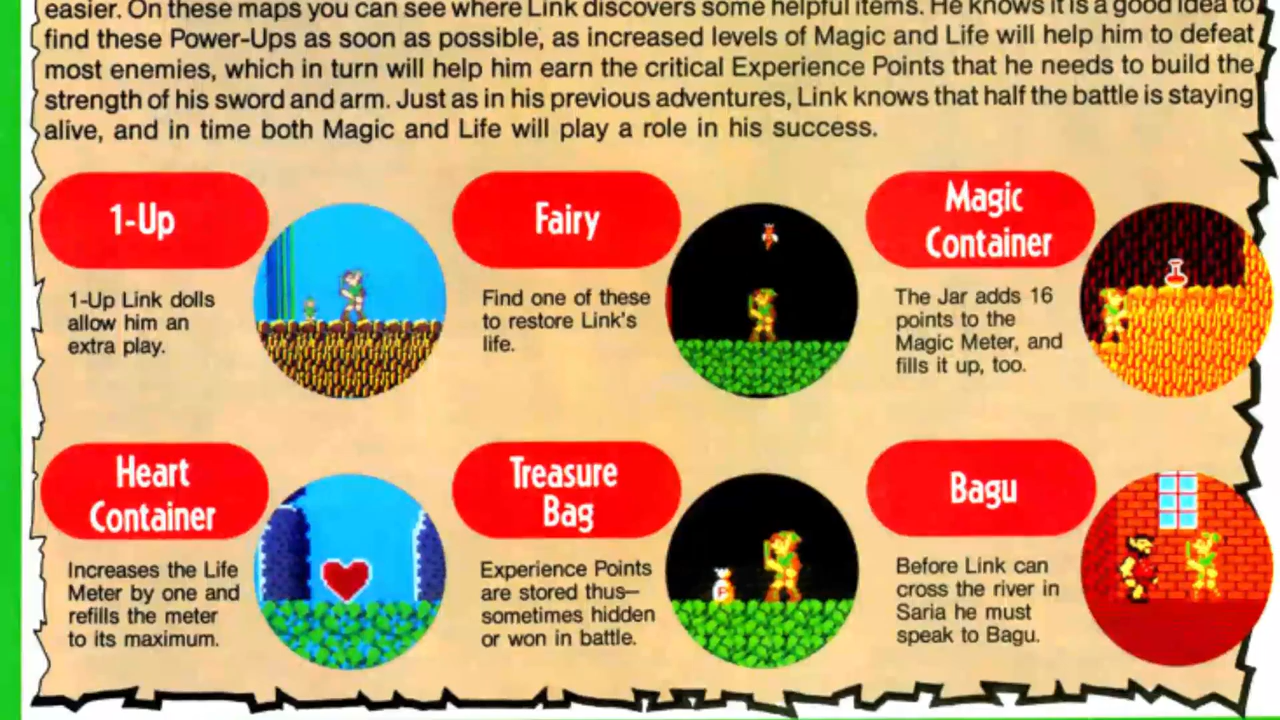 easier. On these maps you can see where Link discovers some helpful items. He knows it is a good idea to
find these Power-Ups as soon as possible, as increased levels of Magic and Life will help him to defeat
most enemies, which in turn will help him earn the critical Experience Points that he needs to build the
strength of his sword and arm. Just as in his previous adventures, Link knows that half the battle is staying
alive, and in time both Magic and Life will play a role in his success.
1-Up
1-Up Link dolls
allow him an
extra play.
Fairy
Find one of these
to restore Link's
life.
Magic
Container
The Jar adds 16
points to the
Magic Meter, and
fills it up, too.
Heart
Container
Increases the Life
Meter by one and
refills the meter
to its maximum.
Treasure
Bag
Experience Points
are stored thus—
sometimes hidden
or won in battle.
P
Bagu
Before Link can
cross the river in
Saria he must
speak to Bagu.